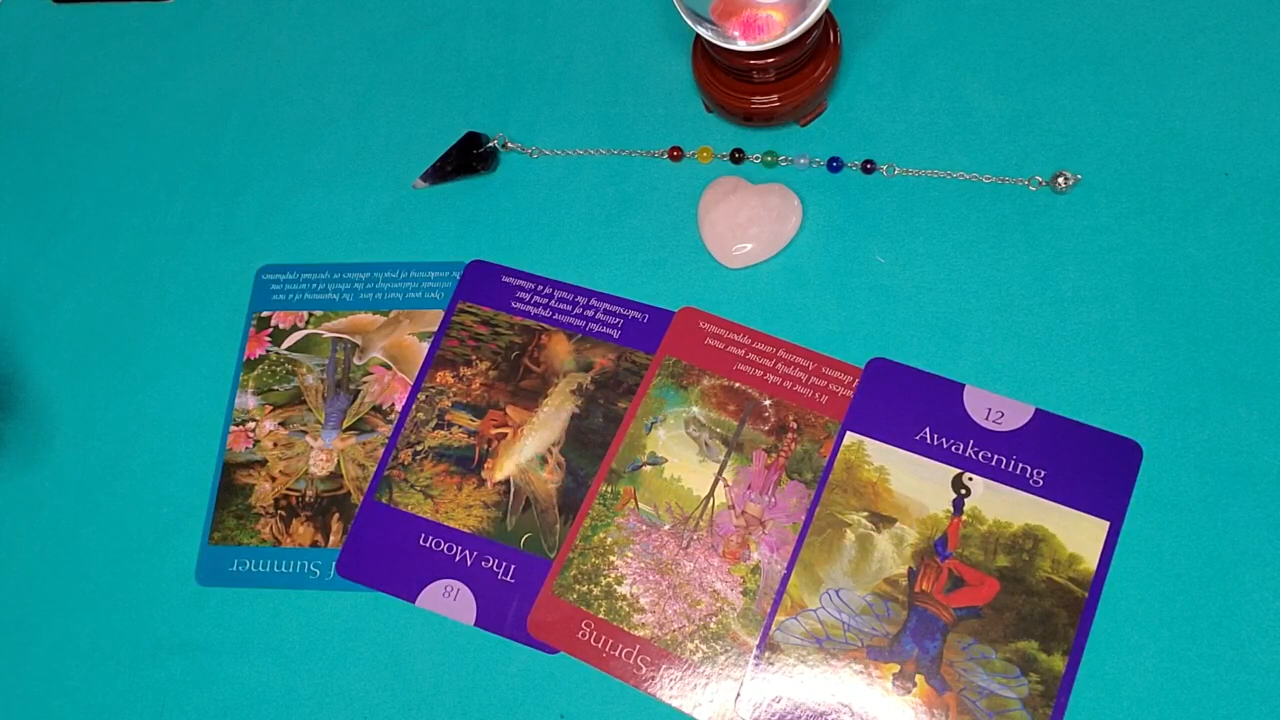 Open your heart to love. The beginning of a new
intimate relationship or the rebirth of a current one.
The awakening of psychic abilities or spiritual epiphanies.
Summer
Powerful intuitive epiphanies.
Letting go of worry and fear.
Understanding the truth of a situation.
The Moon
18
It's time to take action!
and happily pursue your most
dreams. Amazing career opportunities.
Spring
12
Awakening